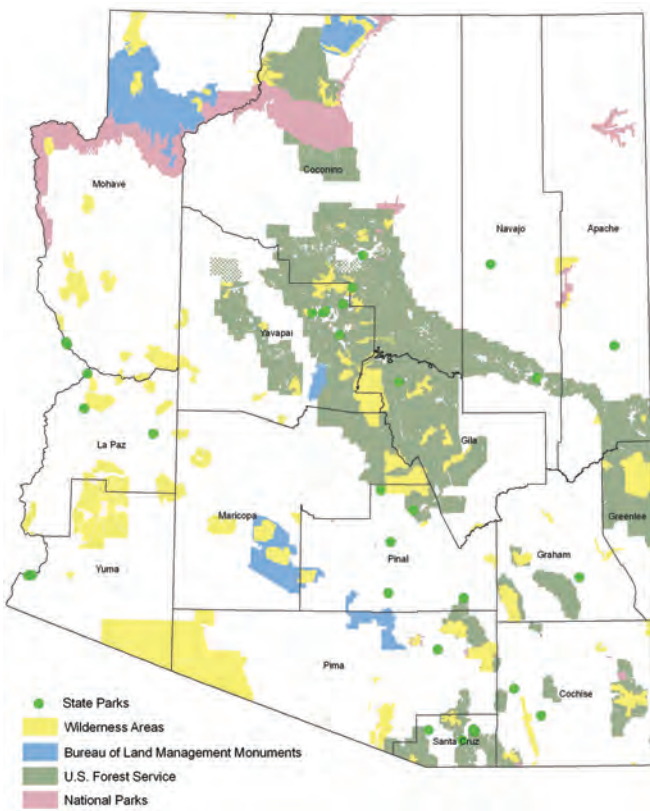 Coconino
Mohave
Navajo
Apache
Yavapai
La Paz
Gila
Maricopa
Greenlee
Yuma
Pinal
Graham
Pima
Cochise
Santa Cruz
State Parks
Wilderness Areas
Bureau of Land Management Monuments
U.S. Forest Service
National Parks